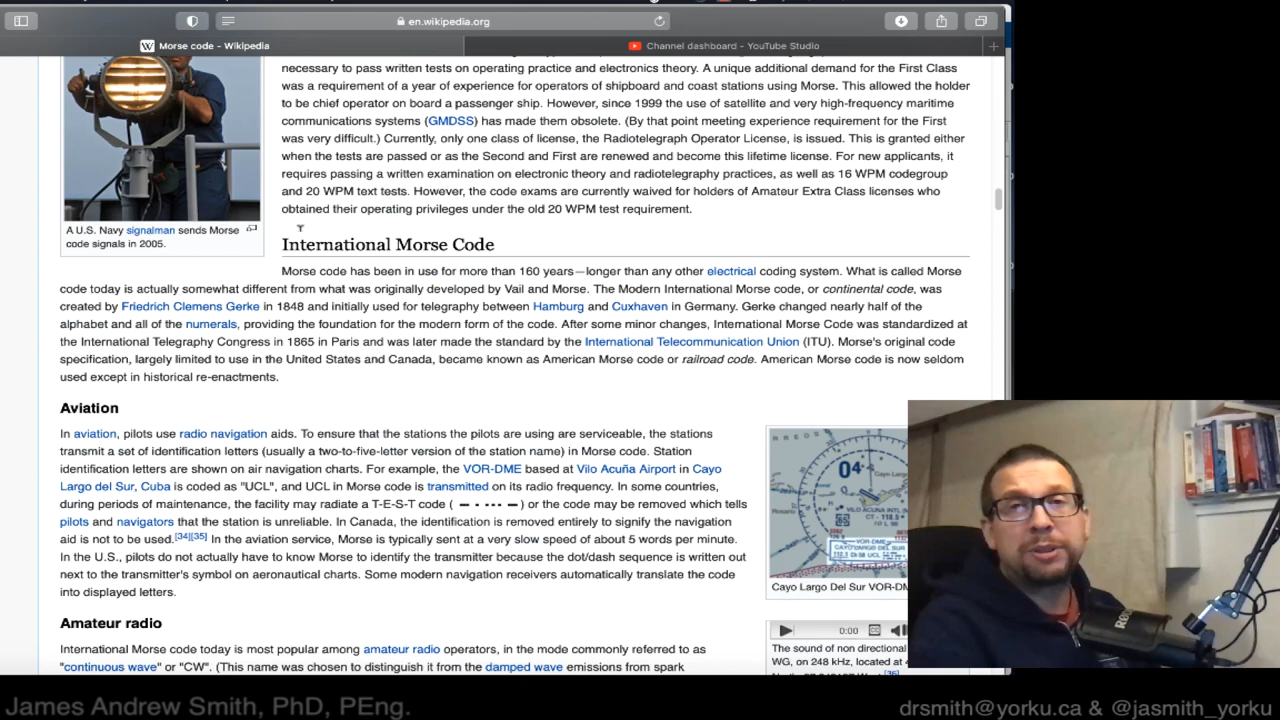 en.wikipedia.org
Morse code - Wikipedia
Channel dashboard - YouTube Studio
necessary to pass written tests on operating practice and electronics theory. A unique additional demand for the First Class
was a requirement of a year of experience for operators of shipboard and coast stations using Morse. This allowed the holder
to be chief operator on board a passenger ship. However, since 1999 the use of satellite and very high-frequency maritime
communications systems (GMDSS) has made them obsolete. (By that point meeting experience requirement for the First
was very difficult.) Currently, only one class of license, the Radiotelegraph Operator License, is issued. This is granted either
when the tests are passed or as the Second and First are renewed and become this lifetime license. For new applicants, it
requires passing a written examination on electronic theory and radiotelegraphy practices, as well as 16 WPM codegroup
and 20 WPM text tests. However, the code exams are currently waived for holders of Amateur Extra Class licenses who
obtained their operating privileges under the old 20 WPM test requirement.
A U.S. Navy signalman sends Morse
code signals in 2005.
International Morse Code
Morse code has been in use for more than 160 years—longer than any other electrical coding system. What is called Morse
code today is actually somewhat different from what was originally developed by Vail and Morse. The Modern International Morse code, or continental code, was
created by Friedrich Clemens Gerke in 1848 and initially used for telegraphy between Hamburg and Cuxhaven in Germany. Gerke changed nearly half of the
alphabet and all of the numerals, providing the foundation for the modern form of the code. After some minor changes, International Morse Code was standardized at
the International Telegraphy Congress in 1865 in Paris and was later made the standard by the International Telecommunication Union (ITU). Morse's original code
specification, largely limited to use in the United States and Canada, became known as American Morse code or railroad code. American Morse code is now seldom
used except in historical re-enactments.
Aviation
In aviation, pilots use radio navigation aids. To ensure that the stations the pilots are using are serviceable, the stations
transmit a set of identification letters (usually a two-to-five-letter version of the station name) in Morse code. Station
identification letters are shown on air navigation charts. For example, the VOR-DME based at Vilo Acuña Airport in Cayo
Largo del Sur, Cuba is coded as "UCL", and UCL in Morse code is transmitted on its radio frequency. In some countries,
during periods of maintenance, the facility may radiate a T-E-S-T code ( – · ··· – ) or the code may be removed which tells
pilots and navigators that the station is unreliable. In Canada, the identification is removed entirely to signify the navigation
aid is not to be used.[34][35] In the aviation service, Morse is typically sent at a very slow speed of about 5 words per minute.
In the U.S., pilots do not actually have to know Morse to identify the transmitter because the dot/dash sequence is written out
next to the transmitter's symbol on aeronautical charts. Some modern navigation receivers automatically translate the code
into displayed letters.
04
VOR-DME
CAYO LARGO DEL SUR
Cayo Largo Del Sur VOR-DM
Amateur radio
International Morse code today is most popular among amateur radio operators, in the mode commonly referred to as
"continuous wave" or "CW". (This name was chosen to distinguish it from the damped wave emissions from spark
0:00
The sound of non directional
WG, on 248 kHz, located at
James Andrew Smith, PhD, PEng.
drsmith@yorku.ca & @jasmith_yorku